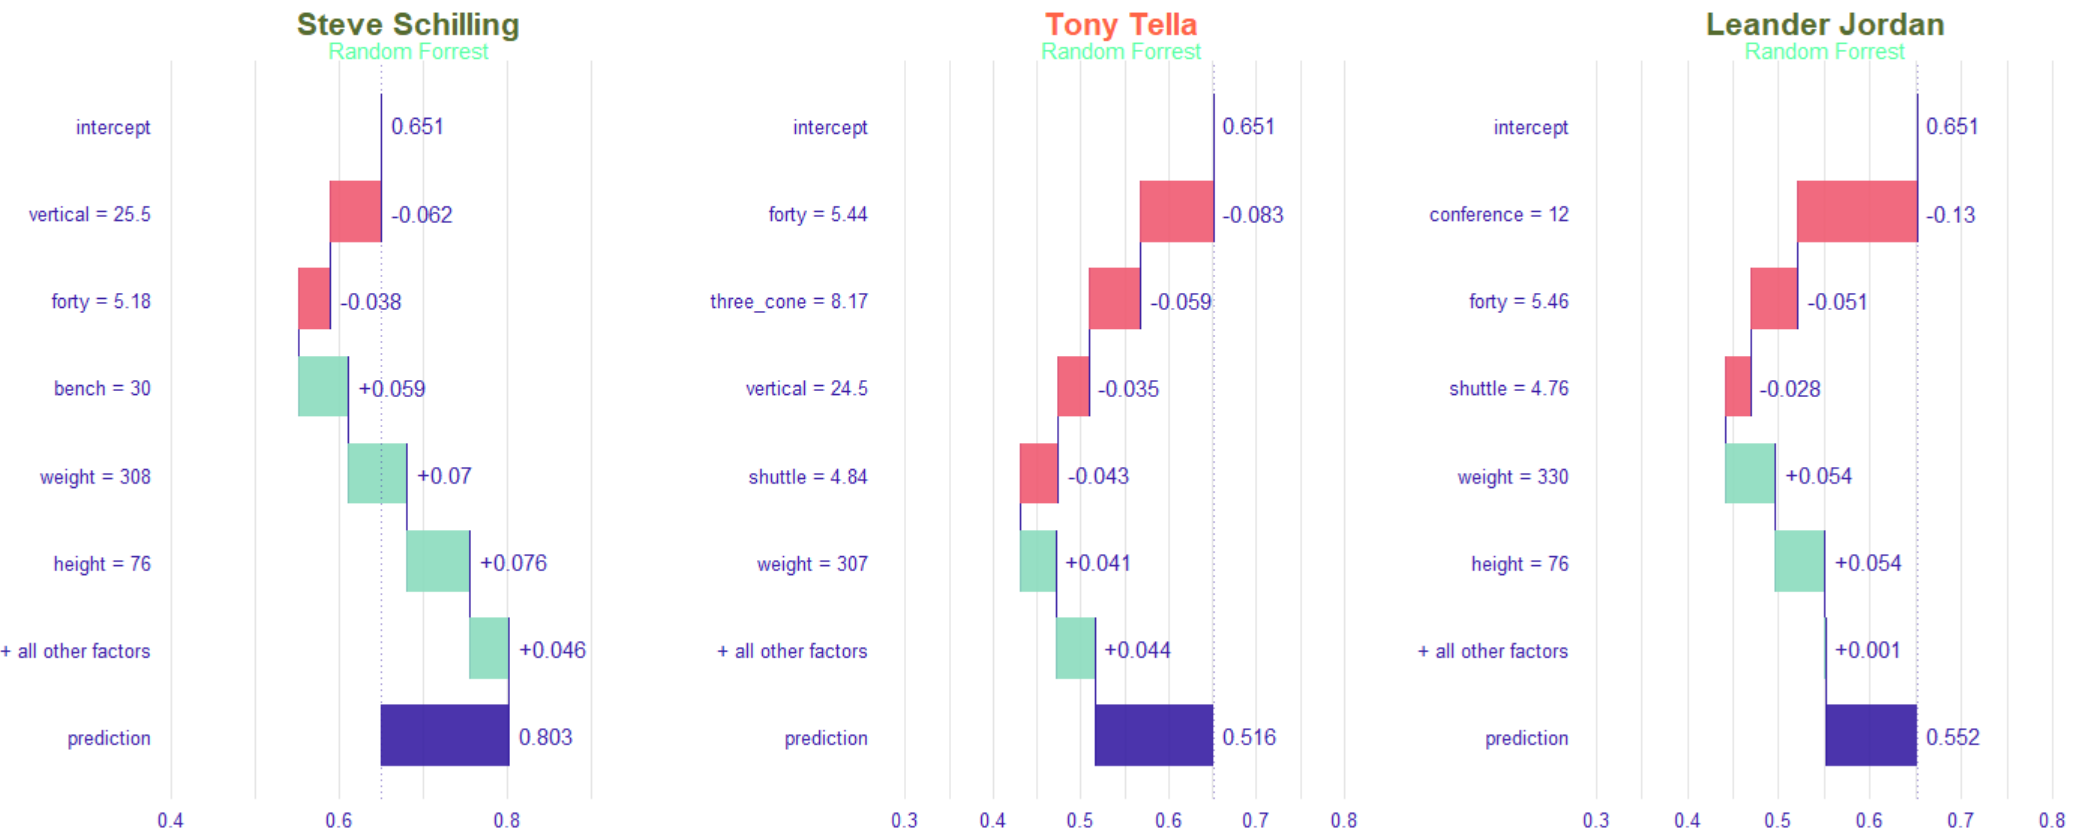 Steve Schilling
Random Forrest
intercept
0.651
vertical = 25.5
-0.062
forty = 5.18
-0.038
bench = 30
+0.059
weight = 308
+0.07
height = 76
+0.076
+ all other factors
+0.046
prediction
0.803
0.4 0.6 0.8
Tony Tella
Random Forrest
intercept
0.651
forty = 5.44
-0.083
three_cone = 8.17
-0.059
vertical = 24.5
-0.035
shuttle = 4.84
-0.043
weight = 307
+0.041
+ all other factors
+0.044
prediction
0.516
0.3 0.4 0.5 0.6 0.7 0.8
Leander Jordan
Random Forrest
intercept
0.651
conference = 12
-0.13
forty = 5.46
-0.051
shuttle = 4.76
-0.028
weight = 330
+0.054
height = 76
+0.054
+ all other factors
+0.001
prediction
0.552
0.3 0.4 0.5 0.6 0.7 0.8